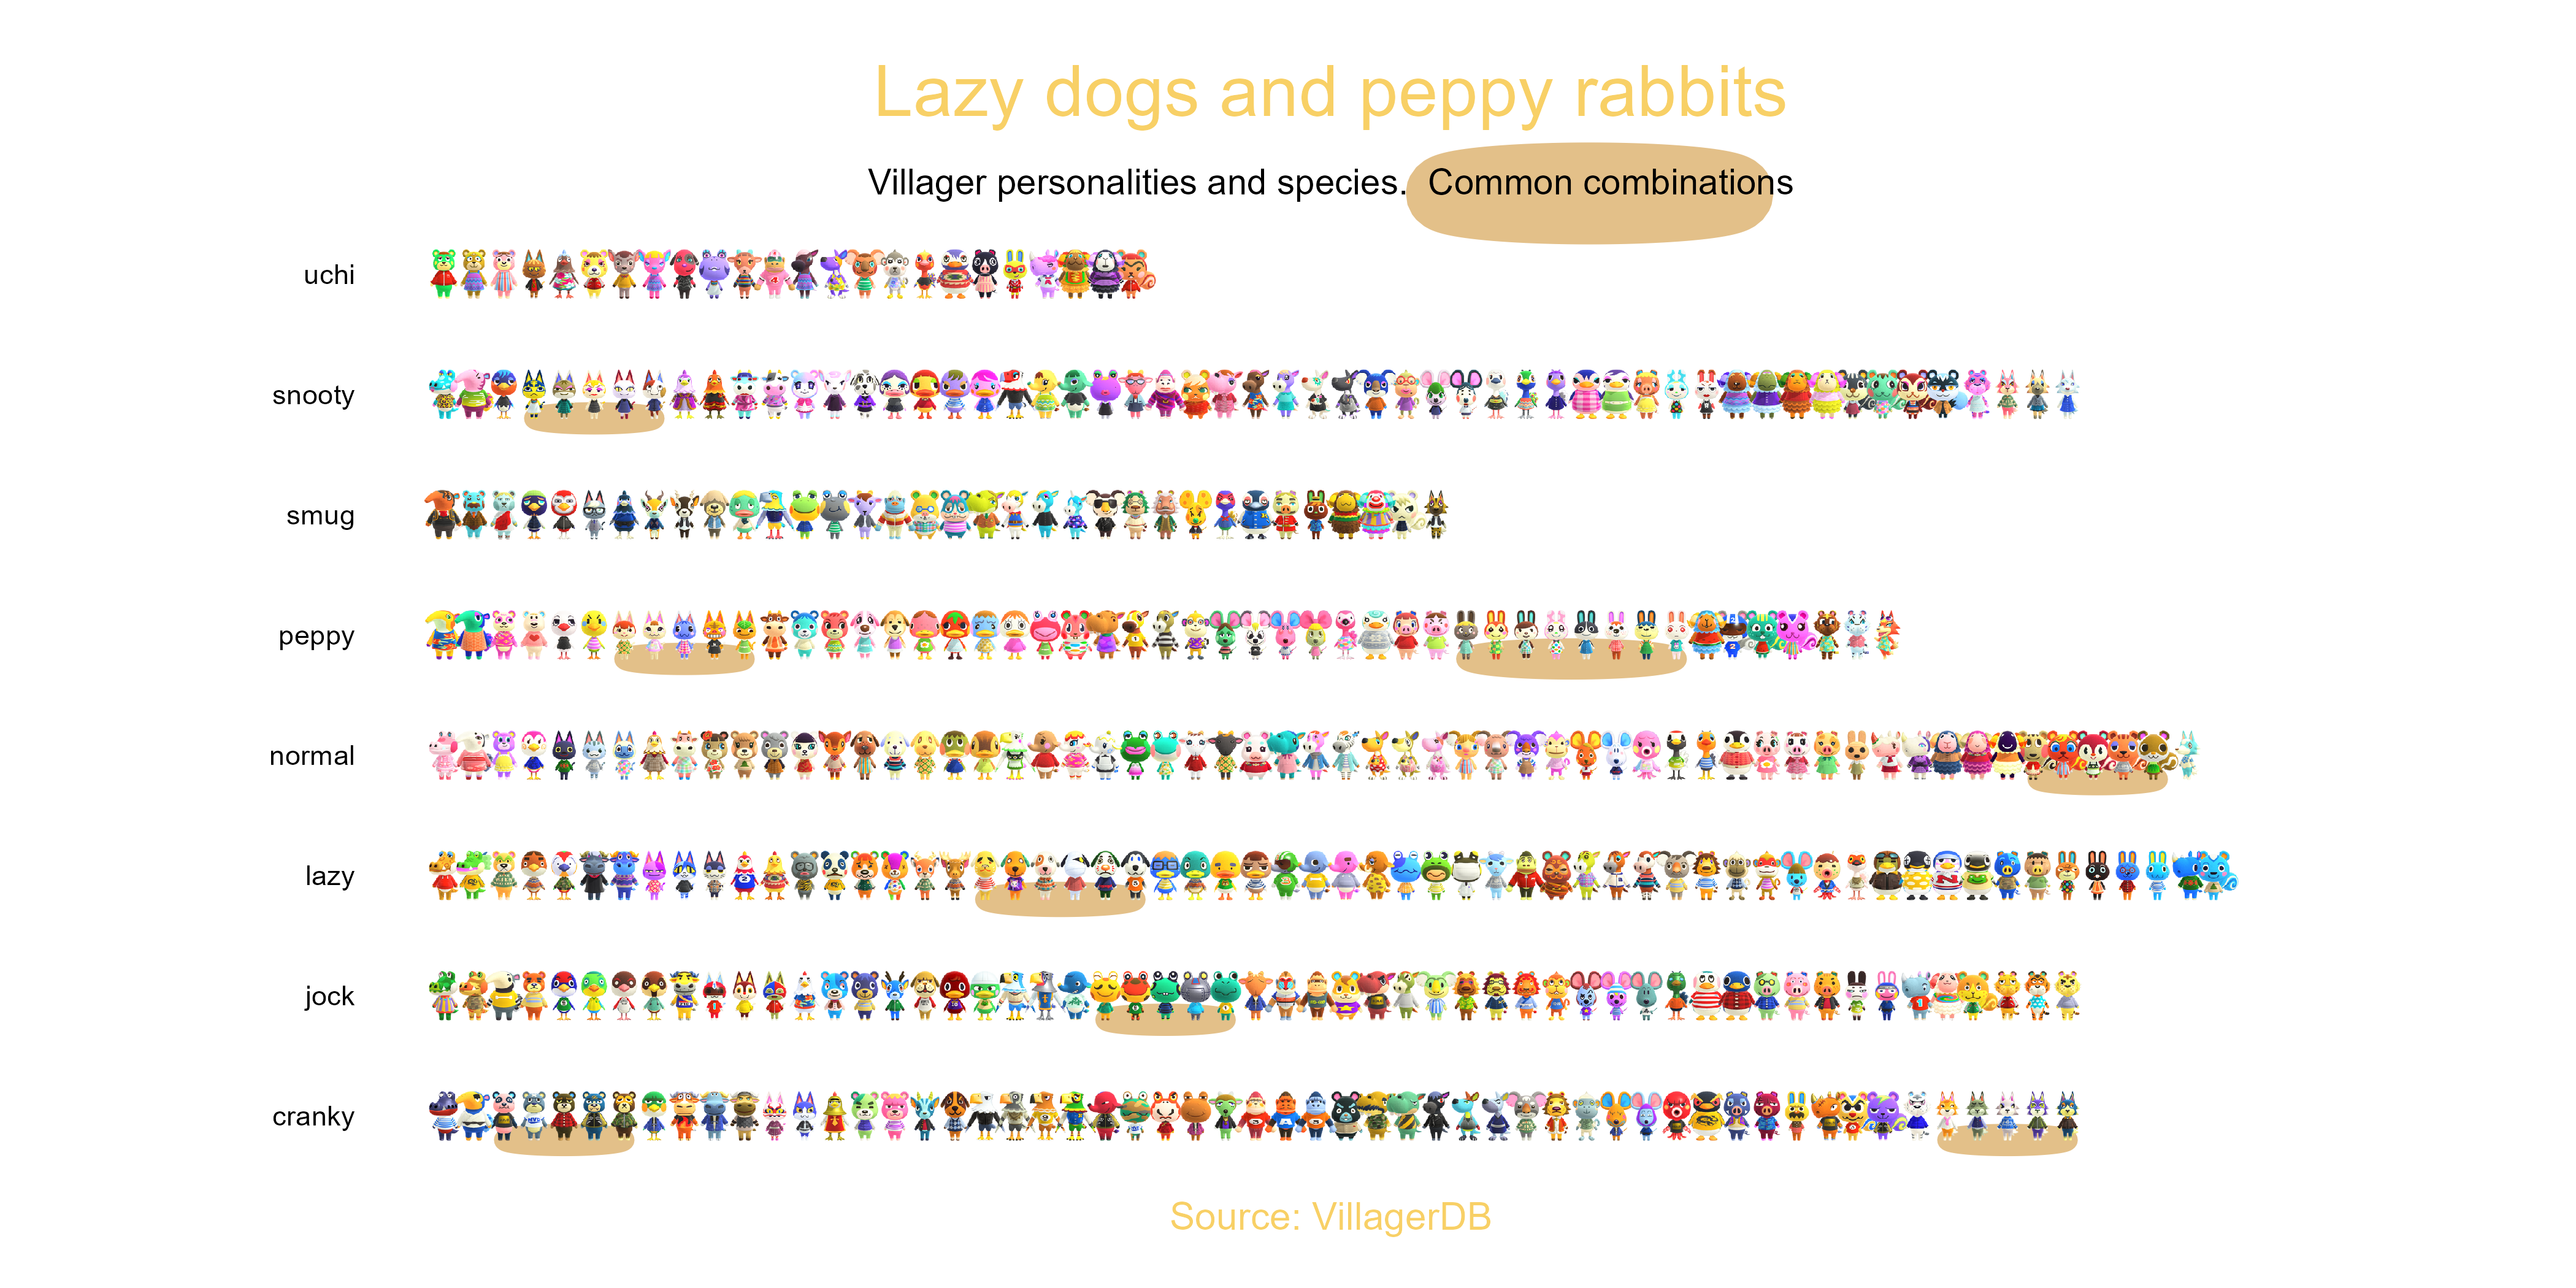 Lazy dogs and peppy rabbits
Villager personalities and species. Common combinations
uchi
snooty
smug
peppy
normal
lazy
jock
cranky
Source: VillagerDB